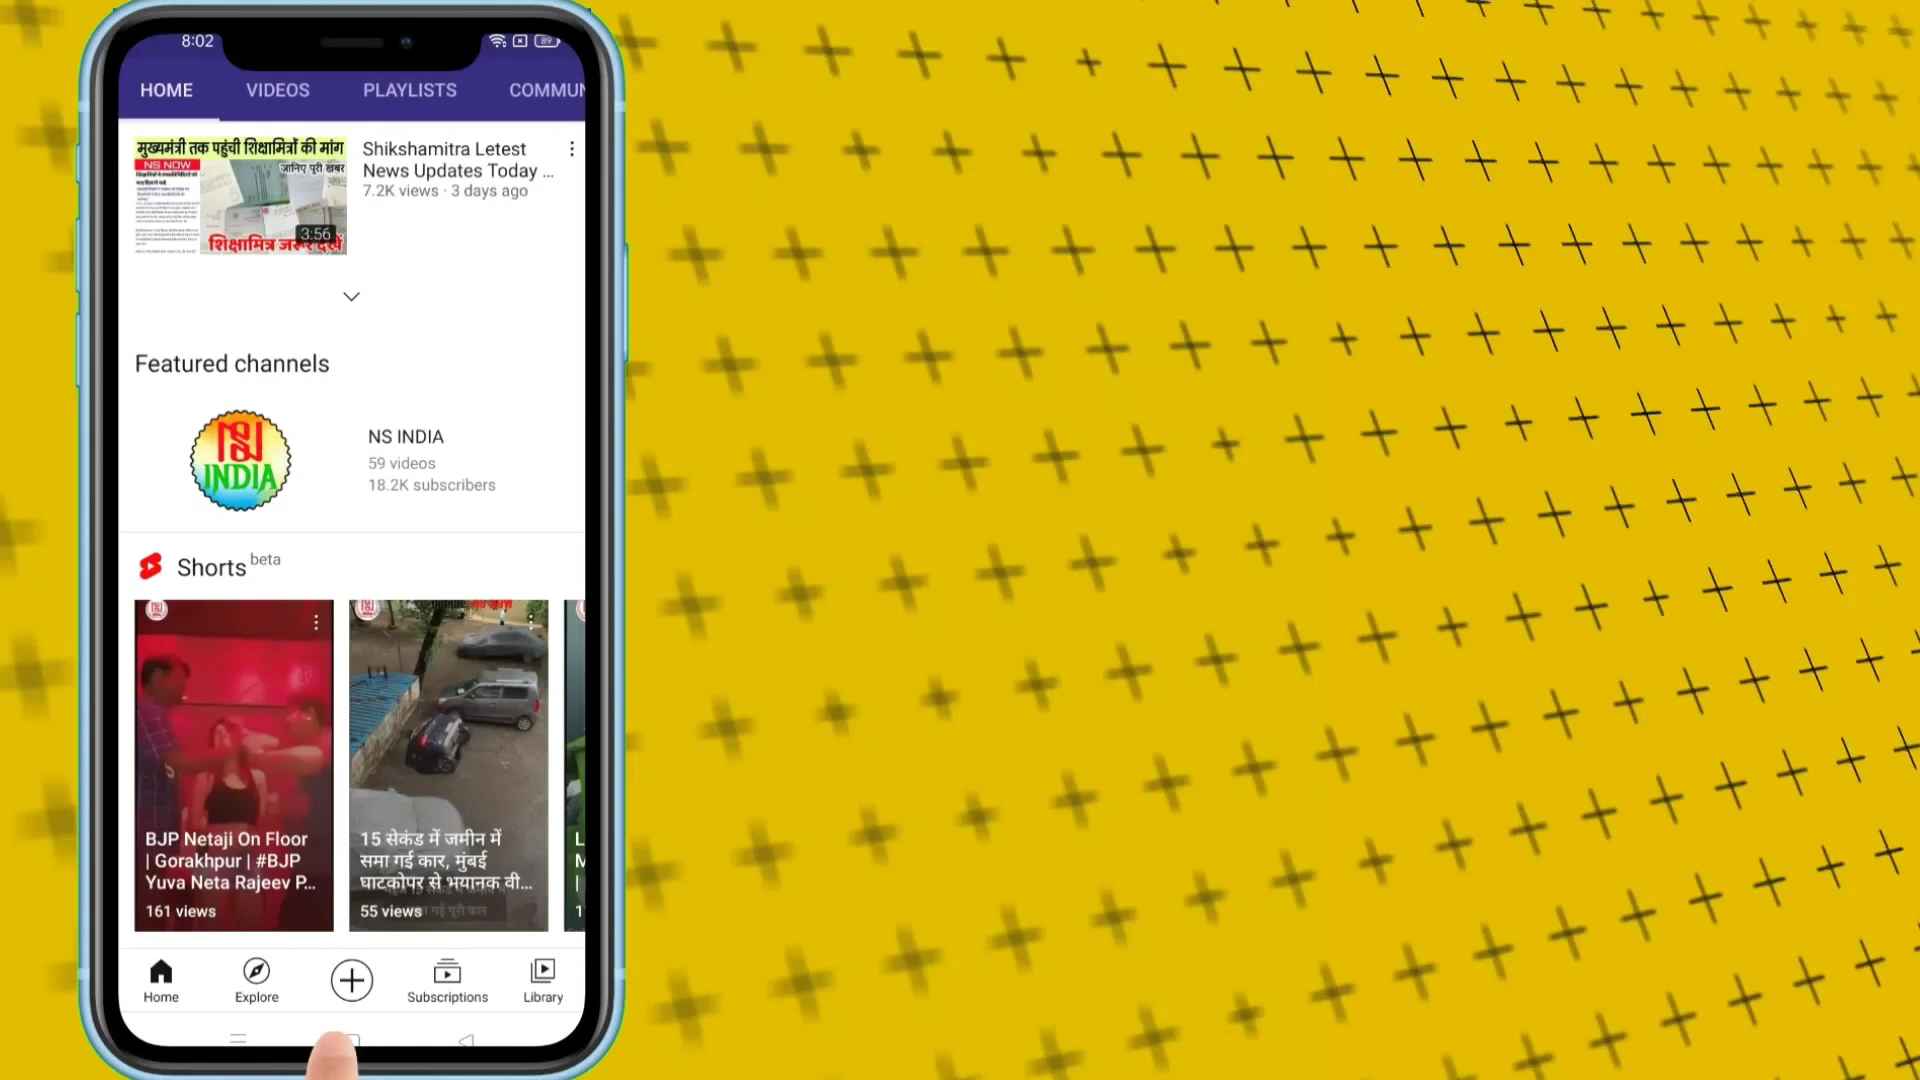 8:02
89
HOME VIDEOS PLAYLISTS COMMUN
मुख्यमंत्री तक पहुंची शिक्षामित्रों की मांग
NS NOW
जानिए पूरी खबर
3:56
शिक्षामित्र जरूर देखें
Shikshamitra Letest
News Updates Today ...
7.2K views · 3 days ago
Featured channels
INDIA
NS INDIA
59 videos
18.2K subscribers
Shorts beta
BJP Netaji On Floor
| Gorakhpur | #BJP
Yuva Neta Rajeev P...
161 views
15 सेकंड में जमीन में
समा गई कार, मुंबई
घाटकोपर से भयानक वी...
55 views
L
M
|
1
Home Explore Subscriptions Library